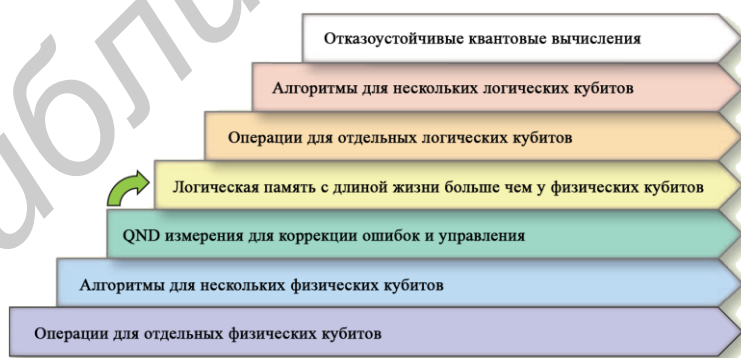 Отказоустойчивые квантовые вычисления
Алгоритмы для нескольких логических кубитов
Операции для отдельных логических кубитов
Логическая память с длиной жизни больше чем у физических кубитов
QND измерения для коррекции ошибок и управления
Алгоритмы для нескольких физических кубитов
Операции для отдельных физических кубитов